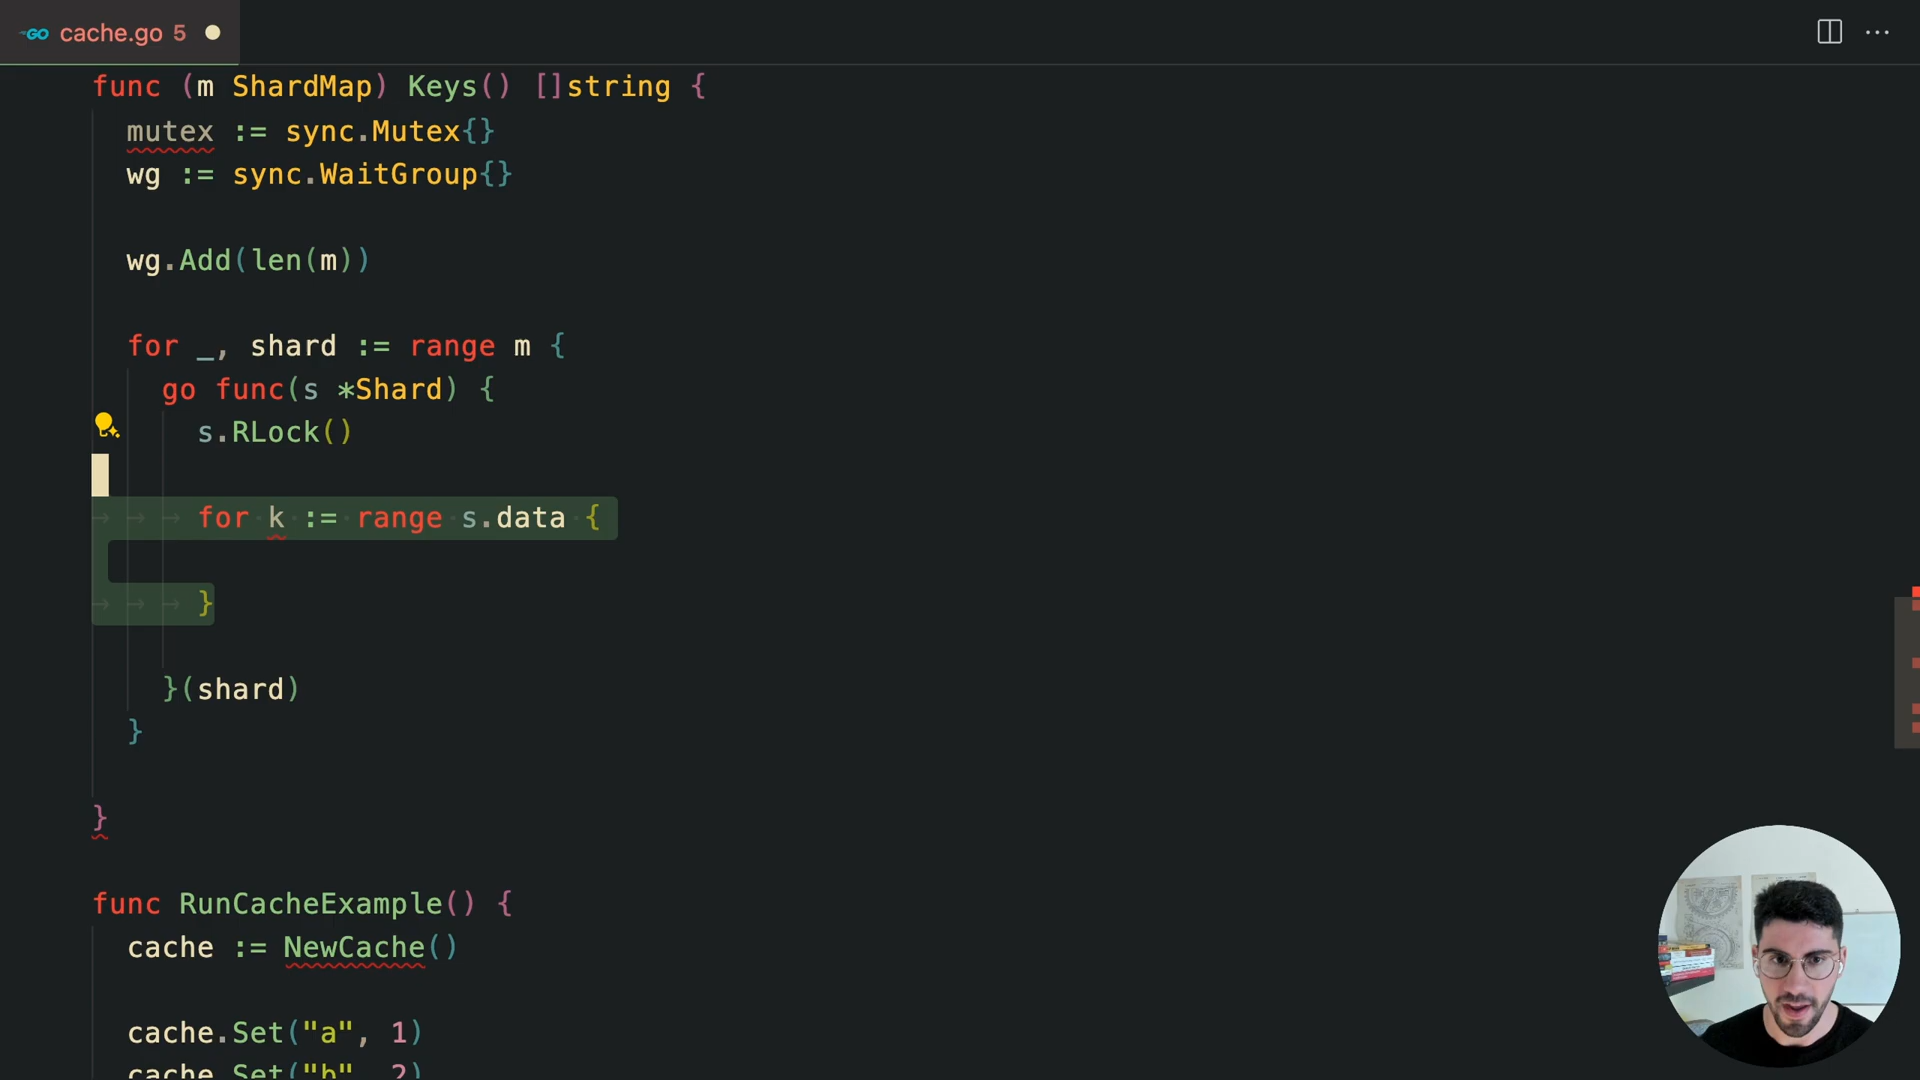 GO cache.go 5
func (m ShardMap) Keys() []string {
mutex := sync.Mutex{}
wg := sync.WaitGroup{}
wg.Add(len(m))
for _, shard := range m {
go func(s *Shard) {
s.RLock()
for k := range s.data {
}
}(shard)
}
}
func RunCacheExample() {
cache := NewCache()
cache.Set("a", 1)
cache.Set("b", 2)